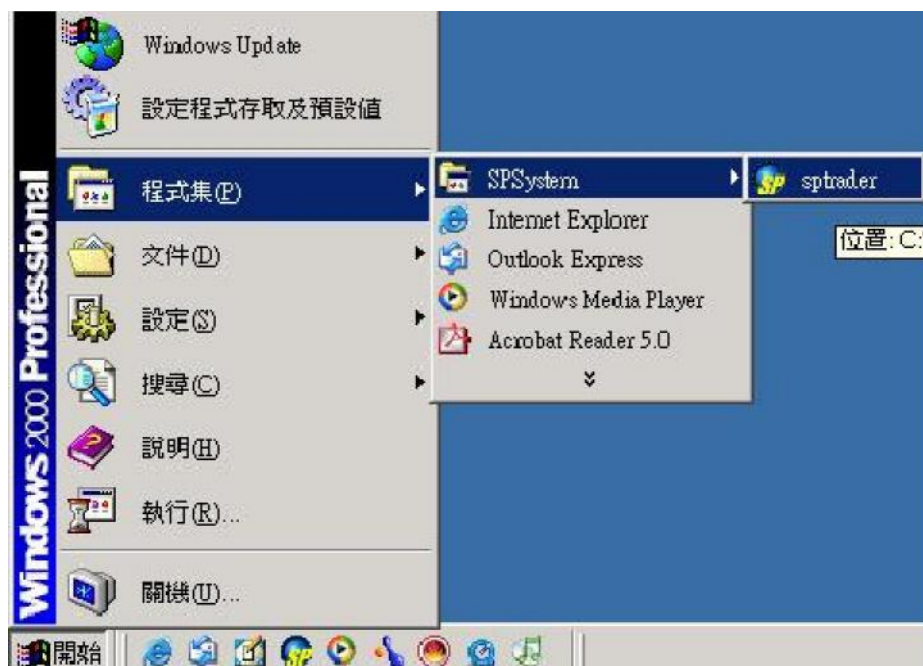 Windows Update
設定程式存取及預設值
程式集(P)
文件(D)
設定(S)
搜尋(C)
說明(H)
執行(R)...
關機(U)...
SPSystem
Internet Explorer
Outlook Express
Windows Media Player
Acrobat Reader 5.0
sptrader
位置: C:
Windows 2000 Professional
開始